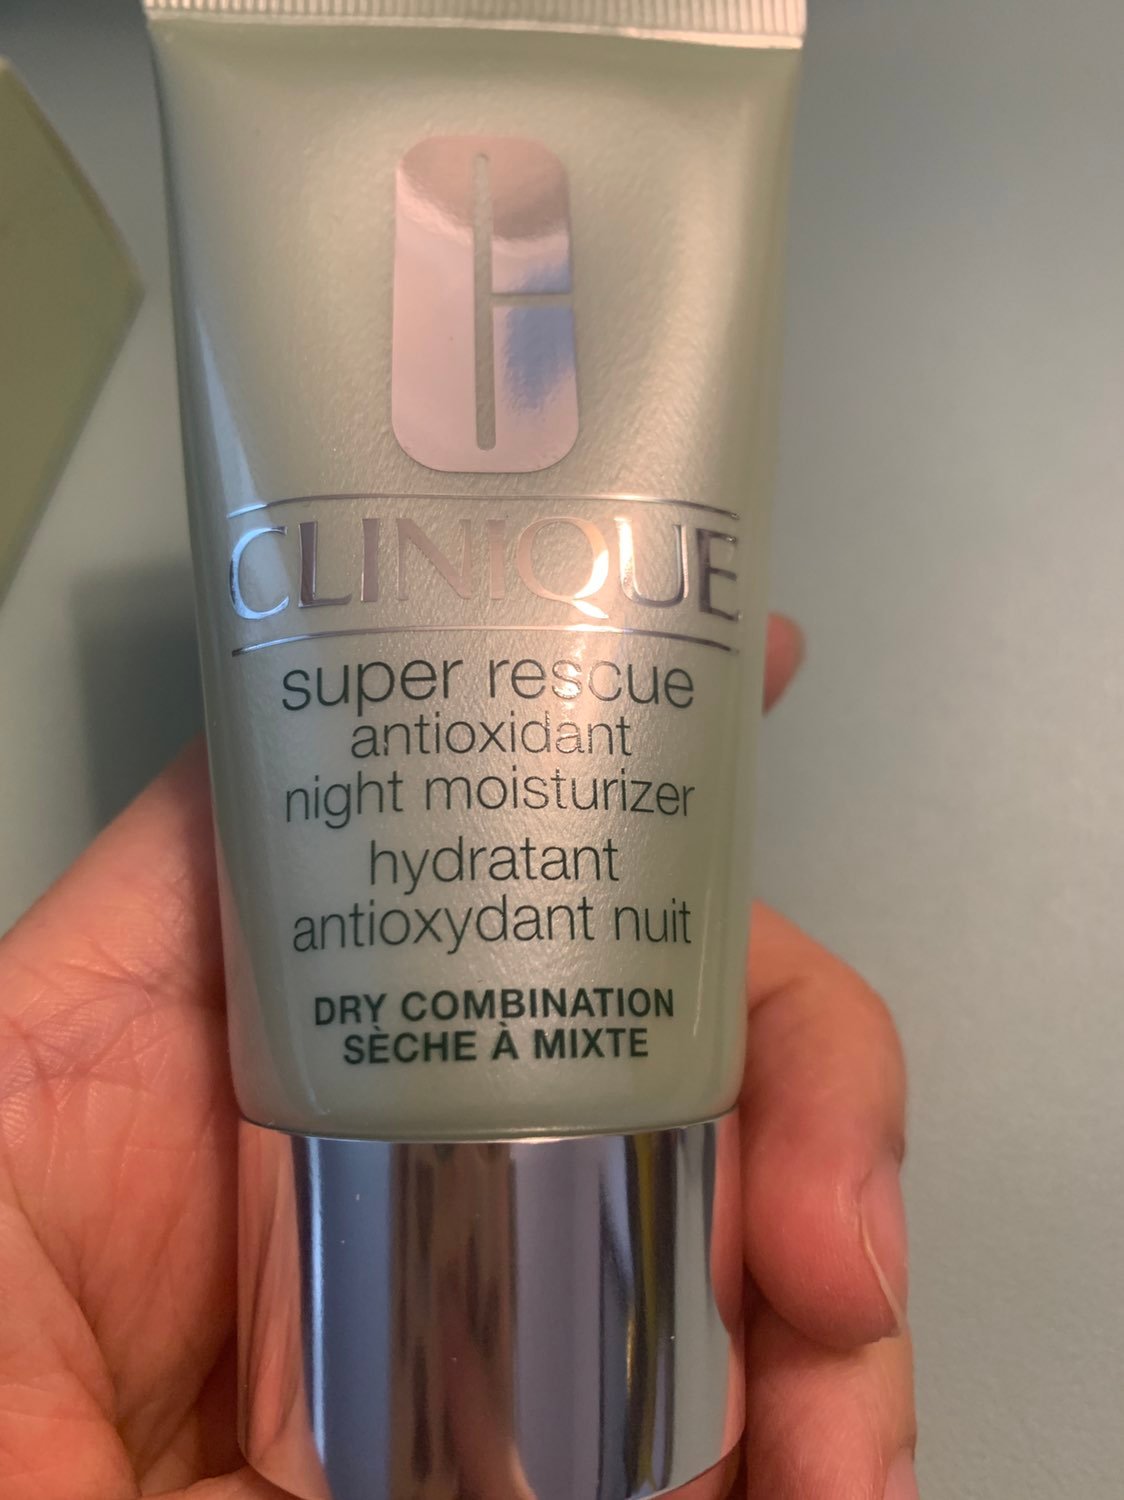 CLINIQUE
super rescue
antioxidant
night moisturizer
hydratant
antioxydant nuit
DRY COMBINATION
SÈCHE À MIXTE